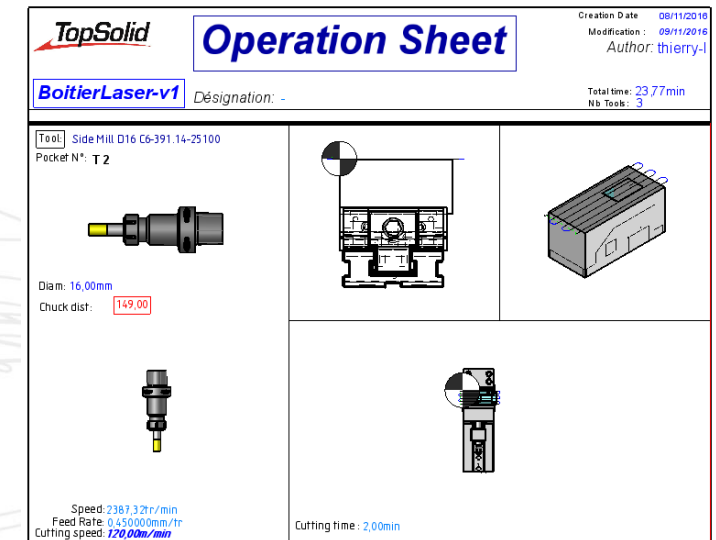 TopSolid
Operation Sheet
Creation Date 08/11/2016
Modification : 09/11/2016
Author: thierry-l
BoitierLaser-v1
Désignation: -
Total time: 23,77min
Nb Tools: 3
Tool: Side Mill D16 C6-391.14-25100
Pocket N°: T2
Diam: 16,00mm
Chuck dist: 149,00
Speed: 2387,32tr/min
Feed Rate: 0,450000mm/tr
Cutting speed: 120,00m/min
Cutting time : 2,00min